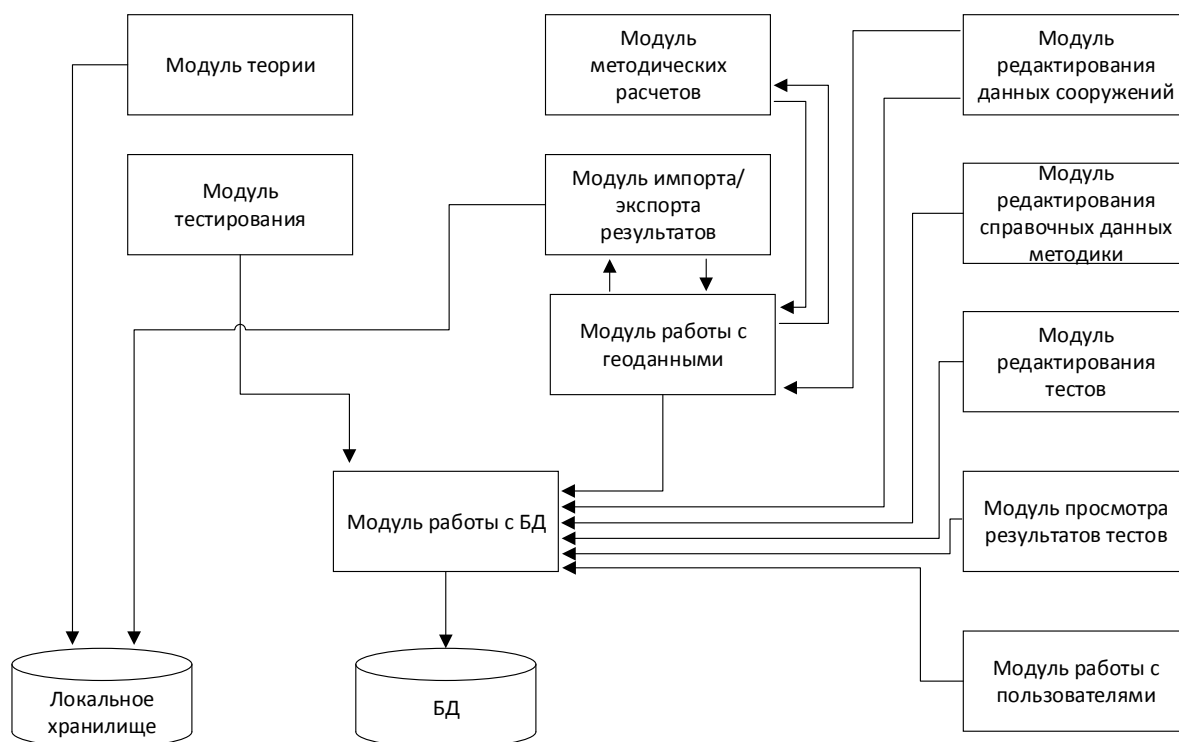 Модуль теории
Модуль
методических
расчетов
Модуль
редактирования
данных сооружений
Модуль
тестирования
Модуль импорта/
экспорта
результатов
Модуль
редактирования
справочных данных
методики
Модуль работы с
геоданными
Модуль
редактирования
тестов
Модуль работы с БД
Модуль просмотра
результатов тестов
Модуль работы с
пользователями
Локальное
хранилище
БД